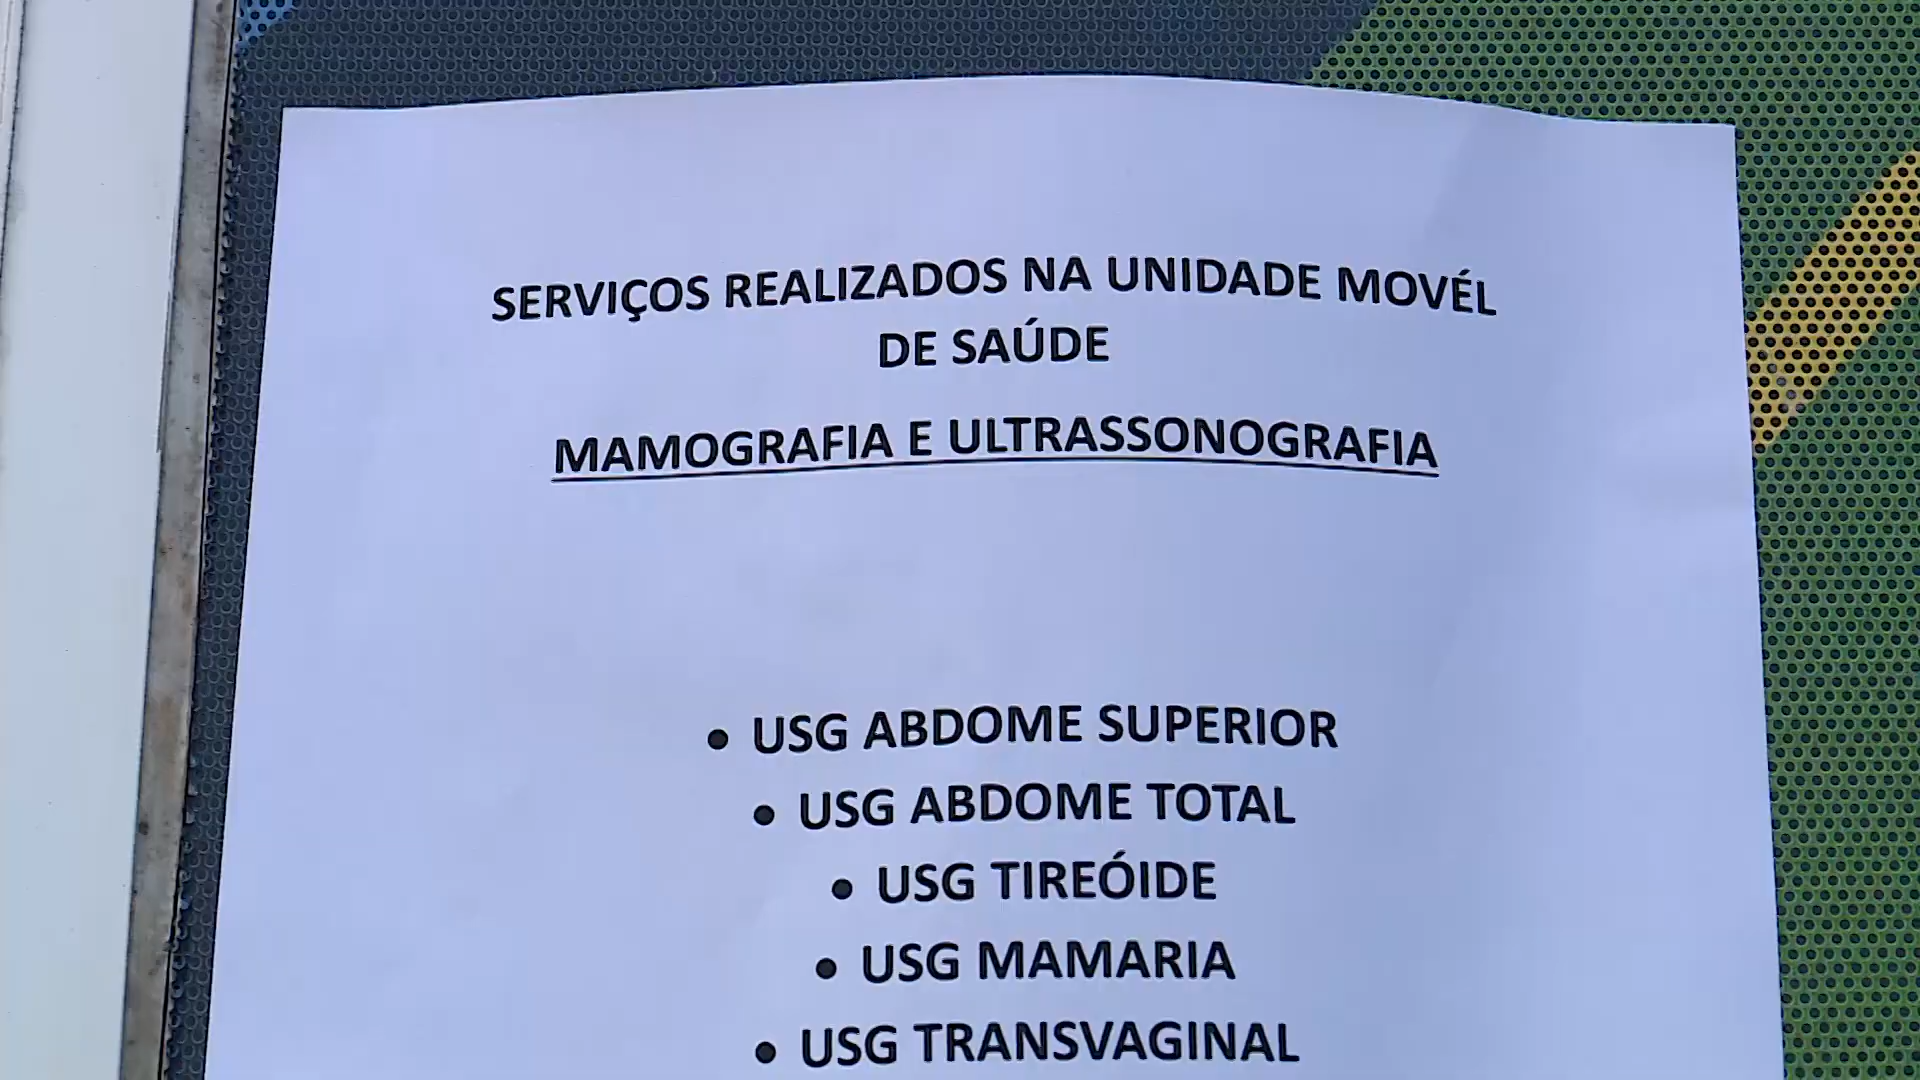 SERVIÇOS REALIZADOS NA UNIDADE MOVÉL
DE SAÚDE
MAMOGRAFIA E ULTRASSONOGRAFIA
• USG ABDOME SUPERIOR
• USG ABDOME TOTAL
• USG TIREÓIDE
• USG MAMARIA
• USG TRANSVAGINAL